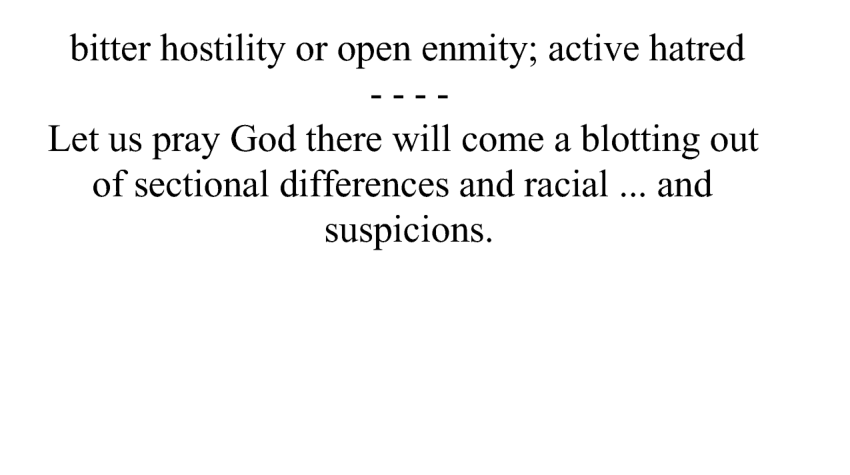 bitter hostility or open enmity; active hatred
- - - -
Let us pray God there will come a blotting out
of sectional differences and racial ... and
suspicions.